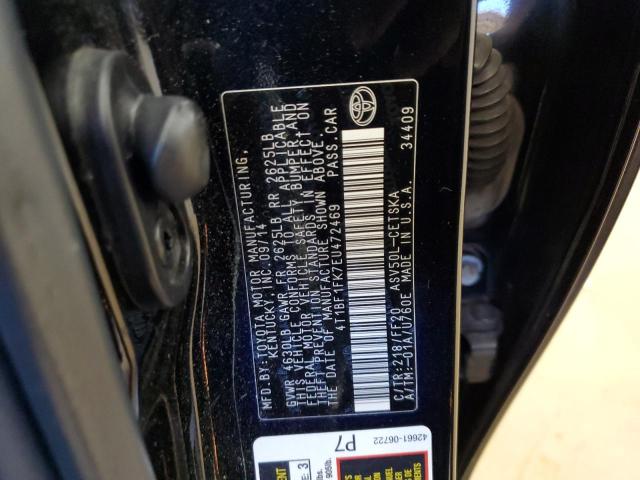 MFD.BY:TOYOTA MOTOR MANUFACTURING,
KENTUCKY, INC. 09/14
GVWR 4630LB GAWR FR 2625LB RR 2625LB
THIS VEHICLE CONFORMS TO ALL APPLICABLE
FEDERAL MOTOR VEHICLE SAFETY, BUMPER, AND
THEFT PREVENTION STANDARDS IN EFFECT ON
THE DATE OF MANUFACTURE SHOWN ABOVE.
4T1BF1FK7EU472469 PASS.CAR
C/TR:218/FF20 ASV50L-CETSKA
A/TM:-01A/U760E MADE IN U.S.A. 34409
42661-06722
P7
3
905lb.